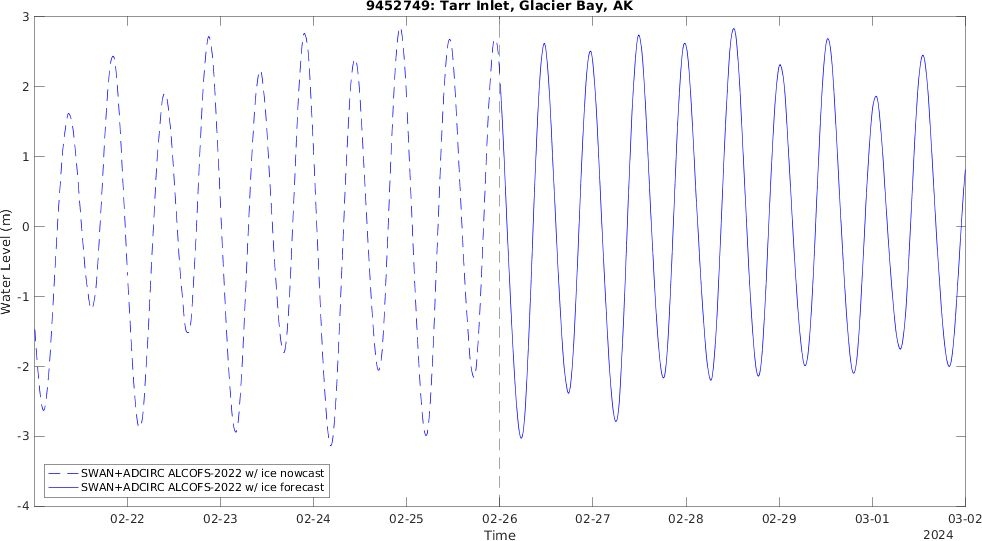 9452749: Tarr Inlet, Glacier Bay, AK
3
2
1
0
-1
-2
-3
-4
Water Level (m)
SWAN+ADCIRC ALCOFS-2022 w/ ice nowcast
SWAN+ADCIRC ALCOFS-2022 w/ ice forecast
02-22 02-23 02-24 02-25 02-26 02-27 02-28 02-29 03-01 03-02
Time
2024